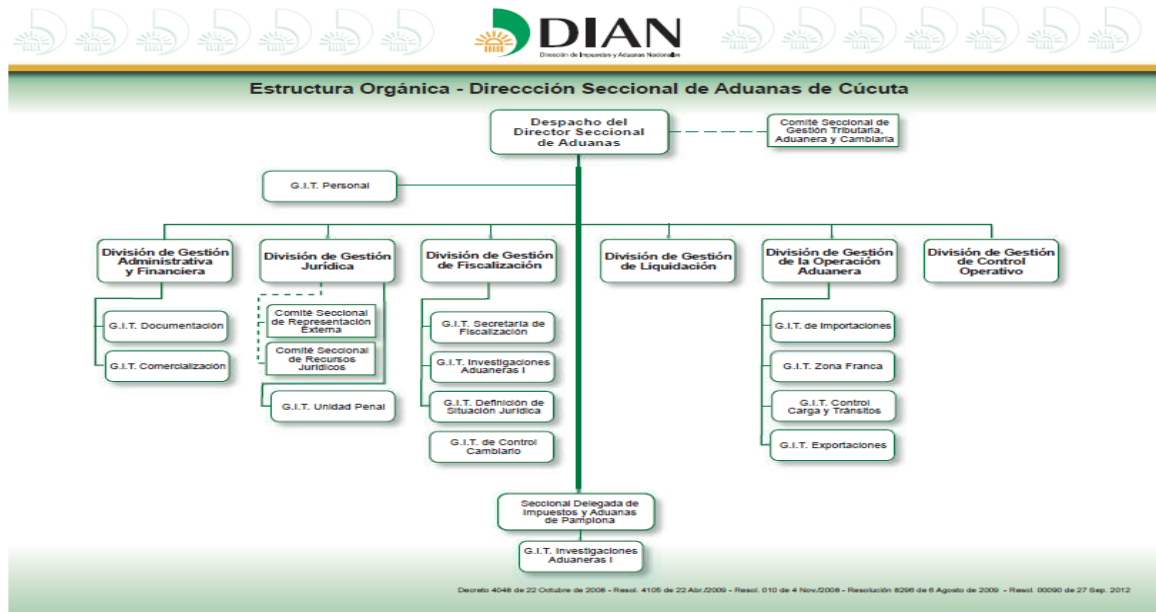 DIAN
Dirección de Impuestos y Aduanas Nacionales
Estructura Orgánica - Direccción Seccional de Aduanas de Cúcuta
Despacho del
Director Seccional
de Aduanas
Comité Seccional de
Gestión Tributaria,
Aduanera y Cambiaria
G.I.T. Personal
División de Gestión
Administrativa
y Financiera
División de Gestión
Jurídica
División de Gestión
de Fiscalización
División de Gestión
de Liquidación
División de Gestión
de la Operación
Aduanera
División de Gestión
de Control
Operativo
G.I.T. Documentación
G.I.T. Comercialización
Comité Seccional
de Representación
Externa
Comité Seccional
de Recursos
Jurídicos
G.I.T. Unidad Penal
G.I.T. Secretaria de
Fiscalización
G.I.T. Investigaciones
Aduaneras I
G.I.T. Definición de
Situación Jurídica
G.I.T. de Control
Cambiario
G.I.T. de Importaciones
G.I.T. Zona Franca
G.I.T. Control
Carga y Tránsitos
G.I.T. Exportaciones
Seccional Delegada de
Impuestos y Aduanas
de Pamplona
G.I.T. Investigaciones
Aduaneras I
Decreto 4048 de 22 Octubre de 2008 - Resol. 4105 de 22 Abr./2009 - Resol. 010 de 4 Nov./2008 - Resolución 8296 de 6 Agosto de 2009 - Resol. 00090 de 27 Sep. 2012